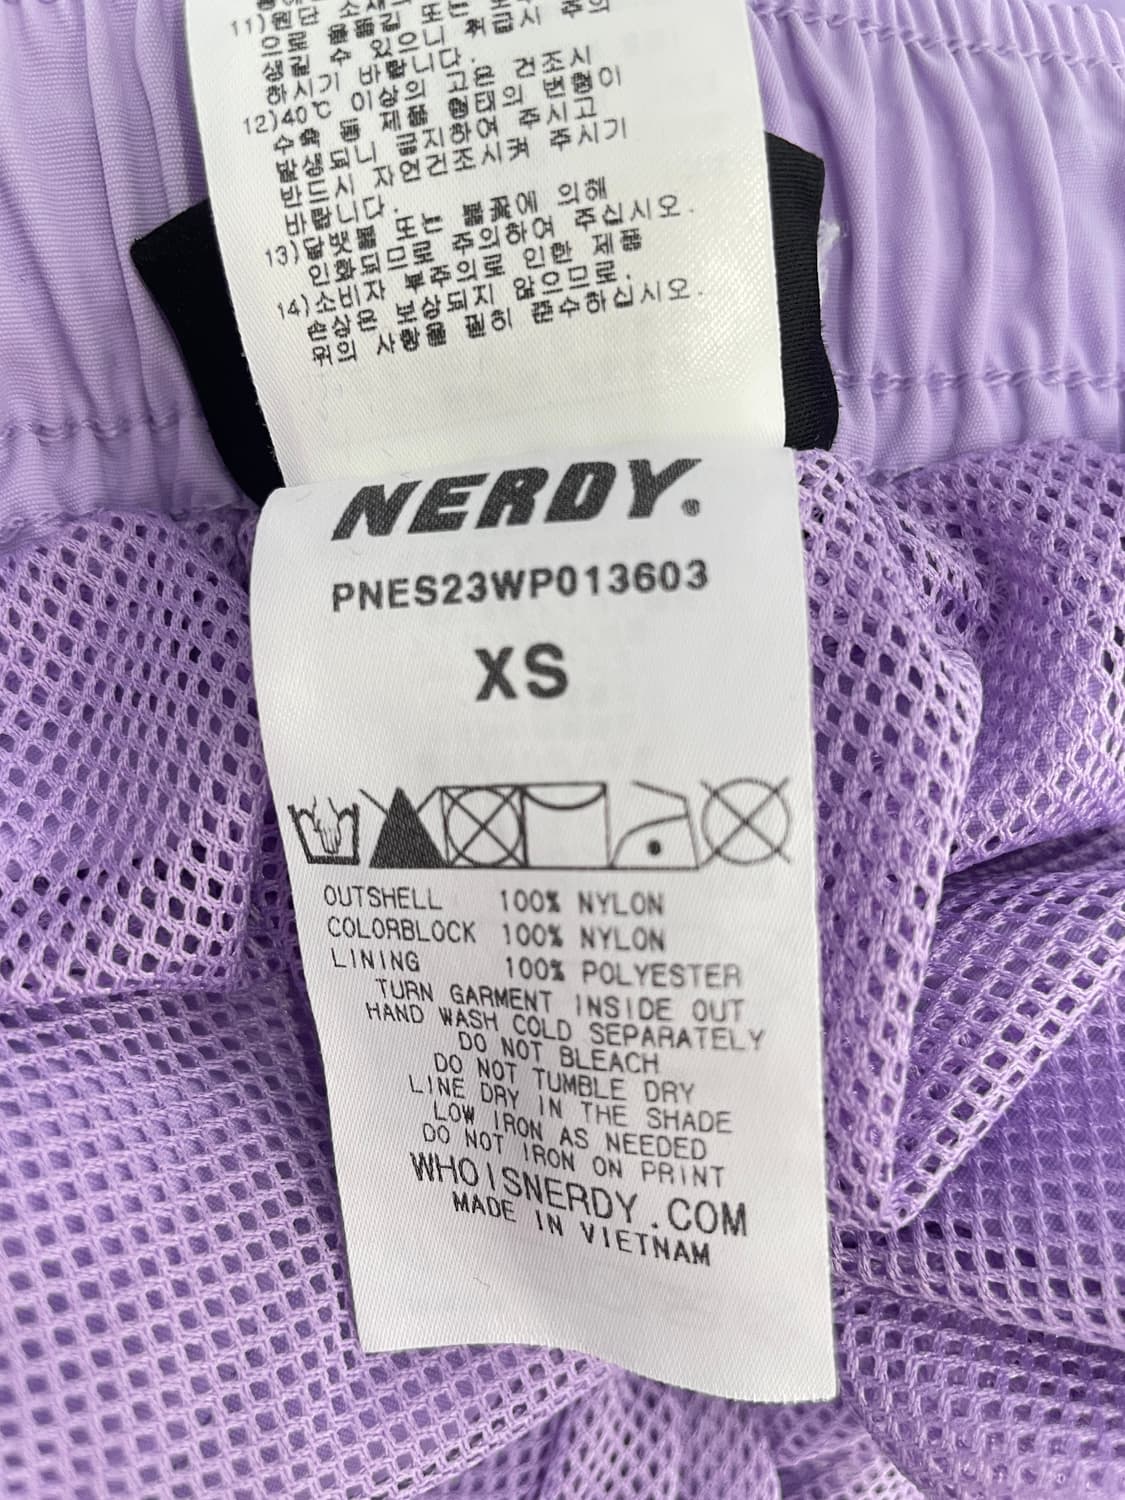 11)원단 소재
으로 올뜯김 또는
생길 수 있으니 취급시 주의
하시기 바랍니다.
12)40℃ 이상의 고온 건조시
수축 등 제품 형태의 변형이
발생되니 금지하여 주시고
반드시 자연건조시켜 주시기
바랍니다.
13)담뱃불 또는 불꽃에 의해
인화되므로 주의하여 주십시오.
14)소비자 부주의로 인한 제품
손상은 보상되지 않으므로,
위의 사항을 필히 준수하십시오.
NERDY.®
PNES23WP013603
XS
OUTSHELL 100% NYLON
COLORBLOCK 100% NYLON
LINING 100% POLYESTER
TURN GARMENT INSIDE OUT
HAND WASH COLD SEPARATELY
DO NOT BLEACH
DO NOT TUMBLE DRY
LINE DRY IN THE SHADE
LOW IRON AS NEEDED
DO NOT IRON ON PRINT
WHOISNERDY.COM
MADE IN VIETNAM